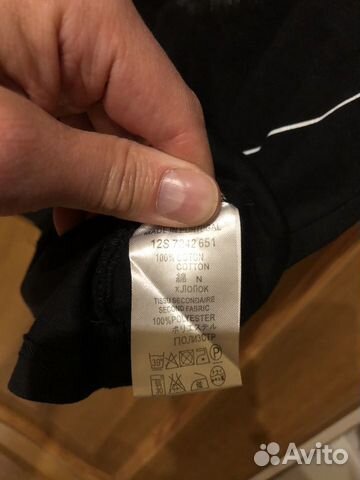 MADE IN PORTUGAL
12S 7242 651
100% COTON
COTTON
綿 N
ХЛОПОК
TISSU SECONDAIRE
SECOND FABRIC
100%POLYESTER
ポリエステル
ПОЛИЭСТР
Avito